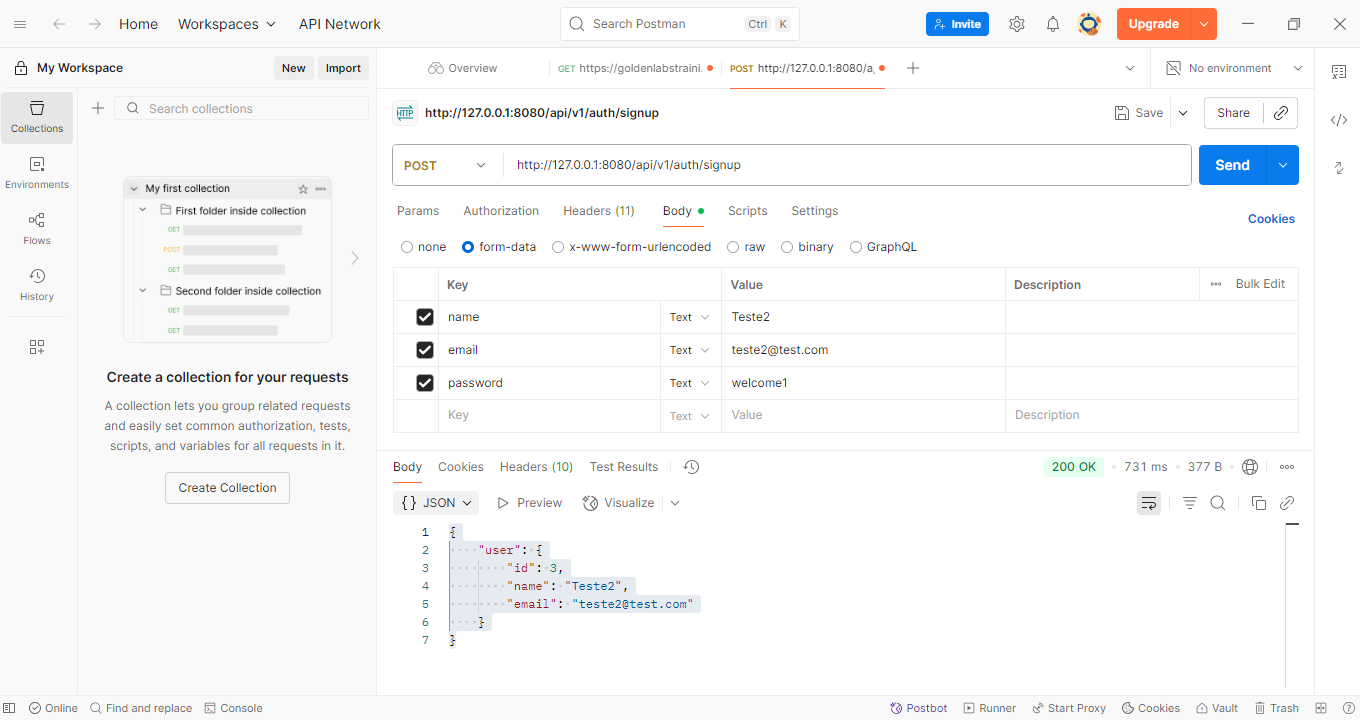 Home Workspaces API Network Search Postman Ctrl K Invite Upgrade
My Workspace New Import Overview GET https://goldenlabstraini POST http://127.0.0.1:8080/a No environment
Search collections
Collections
Environments
Flows
History
My first collection
First folder inside collection
GET
POST
GET
Second folder inside collection
GET
GET
Create a collection for your requests
A collection lets you group related requests
and easily set common authorization, tests,
scripts, and variables for all requests in it.
Create Collection
HTTP http://127.0.0.1:8080/api/v1/auth/signup Save Share
POST http://127.0.0.1:8080/api/v1/auth/signup Send
Params Authorization Headers (11) Body Scripts Settings Cookies
none form-data x-www-form-urlencoded raw binary GraphQL
Key Value Description Bulk Edit
name Text Teste2
email Text teste2@test.com
password Text welcome1
Key Text Value Description
Body Cookies Headers (10) Test Results 200 OK 731 ms 377 B
{} JSON Preview Visualize
1 {
2 "user": {
3 "id": 3,
4 "name": "Teste2",
5 "email": "teste2@test.com"
6 }
7 }
Online Find and replace Console Postbot Runner Start Proxy Cookies Vault Trash